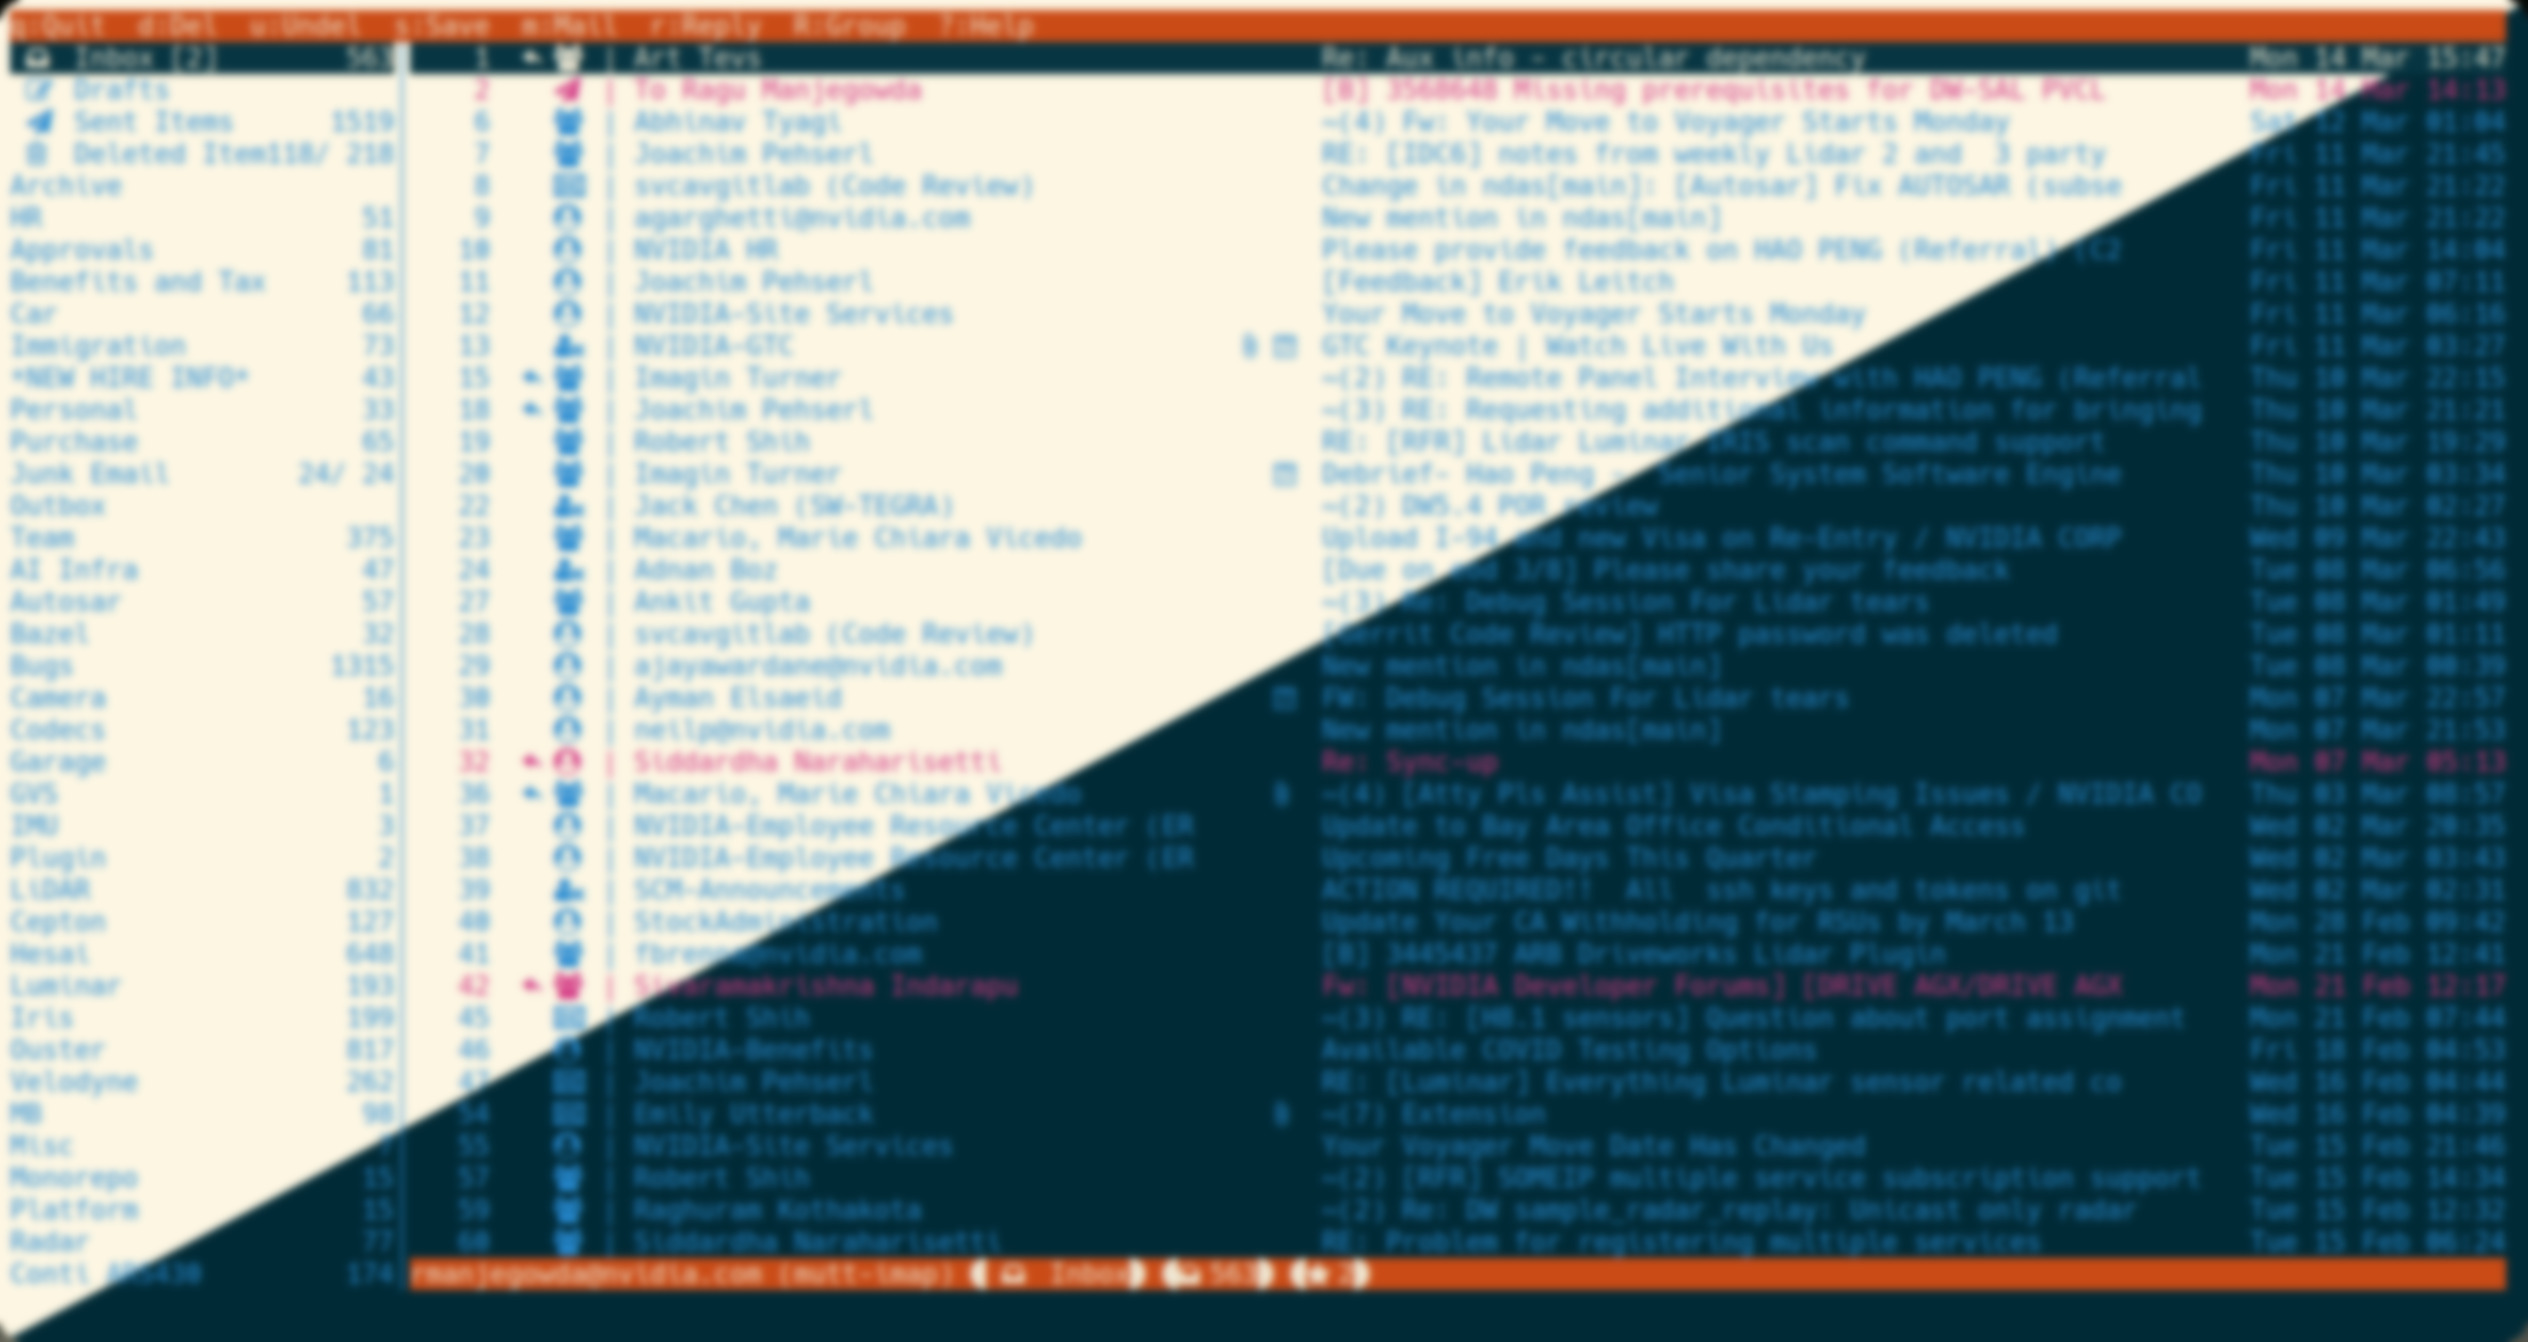 q:Quit  d:Del  u:Undel  s:Save  m:Mail  r:Reply  R:Group  ?:Help
Inbox [2] 563 1 | Art Tevs Re: Aux info - circular dependency Mon 14 Mar 15:47
Drafts 2 | To Ragu Manjegowda [B] 3568648 Missing prerequisites for DW-SAL PVCL Mon 14 Mar 14:13
Sent Items 1519 6 | Abhinav Tyagi ~(4) Fw: Your Move to Voyager Starts Monday Sat 12 Mar 01:04
Deleted Item118/ 218 7 | Joachim Pehserl RE: [IDC6] notes from weekly Lidar 2 and  3 party Fri 11 Mar 21:45
Archive 8 | svcavgitlab (Code Review) Change in ndas[main]: [Autosar] Fix AUTOSAR (subse Fri 11 Mar 21:22
HR 51 9 | agarghetti@nvidia.com New mention in ndas[main] Fri 11 Mar 21:22
Approvals 81 10 | NVIDIA HR Please provide feedback on HAO PENG (Referral) (C2 Fri 11 Mar 14:04
Benefits and Tax 113 11 | Joachim Pehserl [Feedback] Erik Leitch Fri 11 Mar 07:11
Car 66 12 | NVIDIA-Site Services Your Move to Voyager Starts Monday Fri 11 Mar 06:16
Immigration 73 13 | NVIDIA-GTC GTC Keynote | Watch Live With Us Fri 11 Mar 03:27
*NEW HIRE INFO* 43 15 | Imagin Turner ~(2) RE: Remote Panel Interview with HAO PENG (Referral Thu 10 Mar 22:15
Personal 33 18 | Joachim Pehserl ~(3) RE: Requesting additional information for bringing Thu 10 Mar 21:21
Purchase 65 19 | Robert Shih RE: [RFR] Lidar Luminar IRIS scan command support Thu 10 Mar 19:29
Junk Email 24/ 24 20 | Imagin Turner Debrief- Hao Peng - Senior System Software Engine Thu 10 Mar 03:34
Outbox 22 | Jack Chen (SW-TEGRA) ~(2) DW5.4 POR review Thu 10 Mar 02:27
Team 375 23 | Macario, Marie Chiara Vicedo Upload I-94 and new Visa on Re-Entry / NVIDIA CORP Wed 09 Mar 22:43
AI Infra 47 24 | Adnan Boz [Due on eod 3/8] Please share your feedback Tue 08 Mar 06:56
Autosar 57 27 | Ankit Gupta ~(3) Re: Debug Session For Lidar tears Tue 08 Mar 01:49
Bazel 32 28 | svcavgitlab (Code Review) [Gerrit Code Review] HTTP password was deleted Tue 08 Mar 01:11
Bugs 1315 29 | ajayawardane@nvidia.com New mention in ndas[main] Tue 08 Mar 00:39
Camera 16 30 | Ayman Elsaeid FW: Debug Session For Lidar tears Mon 07 Mar 22:57
Codecs 123 31 | neilp@nvidia.com New mention in ndas[main] Mon 07 Mar 21:53
Garage 6 32 | Siddardha Naraharisetti Re: Sync-up Mon 07 Mar 05:13
GVS 1 36 | Macario, Marie Chiara Vicedo ~(4) [Atty Pls Assist] Visa Stamping Issues / NVIDIA CO Thu 03 Mar 08:57
IMU 3 37 | NVIDIA-Employee Resource Center (ER Update to Bay Area Office Conditional Access Wed 02 Mar 20:35
Plugin 2 38 | NVIDIA-Employee Resource Center (ER Upcoming Free Days This Quarter Wed 02 Mar 03:43
LiDAR 832 39 | SCM-Announcements ACTION REQUIRED!!  All  ssh keys and tokens on git Wed 02 Mar 02:31
Cepton 127 40 | StockAdministration Update Your CA Withholding for RSUs by March 13 Mon 28 Feb 09:42
Hesai 648 41 | fbrenna@nvidia.com [B] 3445437 ARB Driveworks Lidar Plugin Mon 21 Feb 12:41
Luminar 193 42 | Sivaramakrishna Indarapu Fw: [NVIDIA Developer Forums] [DRIVE AGX/DRIVE AGX Mon 21 Feb 12:17
Iris 199 45 | Robert Shih ~(3) RE: [H8.1 sensors] Question about port assignment Mon 21 Feb 07:44
Ouster 817 46 | NVIDIA-Benefits Available COVID Testing Options Fri 18 Feb 04:53
Velodyne 262 47 | Joachim Pehserl RE: [Luminar] Everything Luminar sensor related co Wed 16 Feb 04:44
MB 98 54 | Emily Utterback ~(7) Extension Wed 16 Feb 04:39
Misc 7 55 | NVIDIA-Site Services Your Voyager Move Date Has Changed Tue 15 Feb 21:46
Monorepo 15 57 | Robert Shih ~(2) [RFR] SOMEIP multiple service subscription support Tue 15 Feb 14:34
Platform 15 59 | Raghuram Kothakota ~(2) Re: DW sample_radar_replay: Unicast only radar Tue 15 Feb 12:32
Radar 77 60 | Siddardha Naraharisetti RE: Problem for registering multiple services Tue 15 Feb 06:24
Conti ARS430 174 rmanjegowda@nvidia.com (mutt-imap) Inbox 563 2